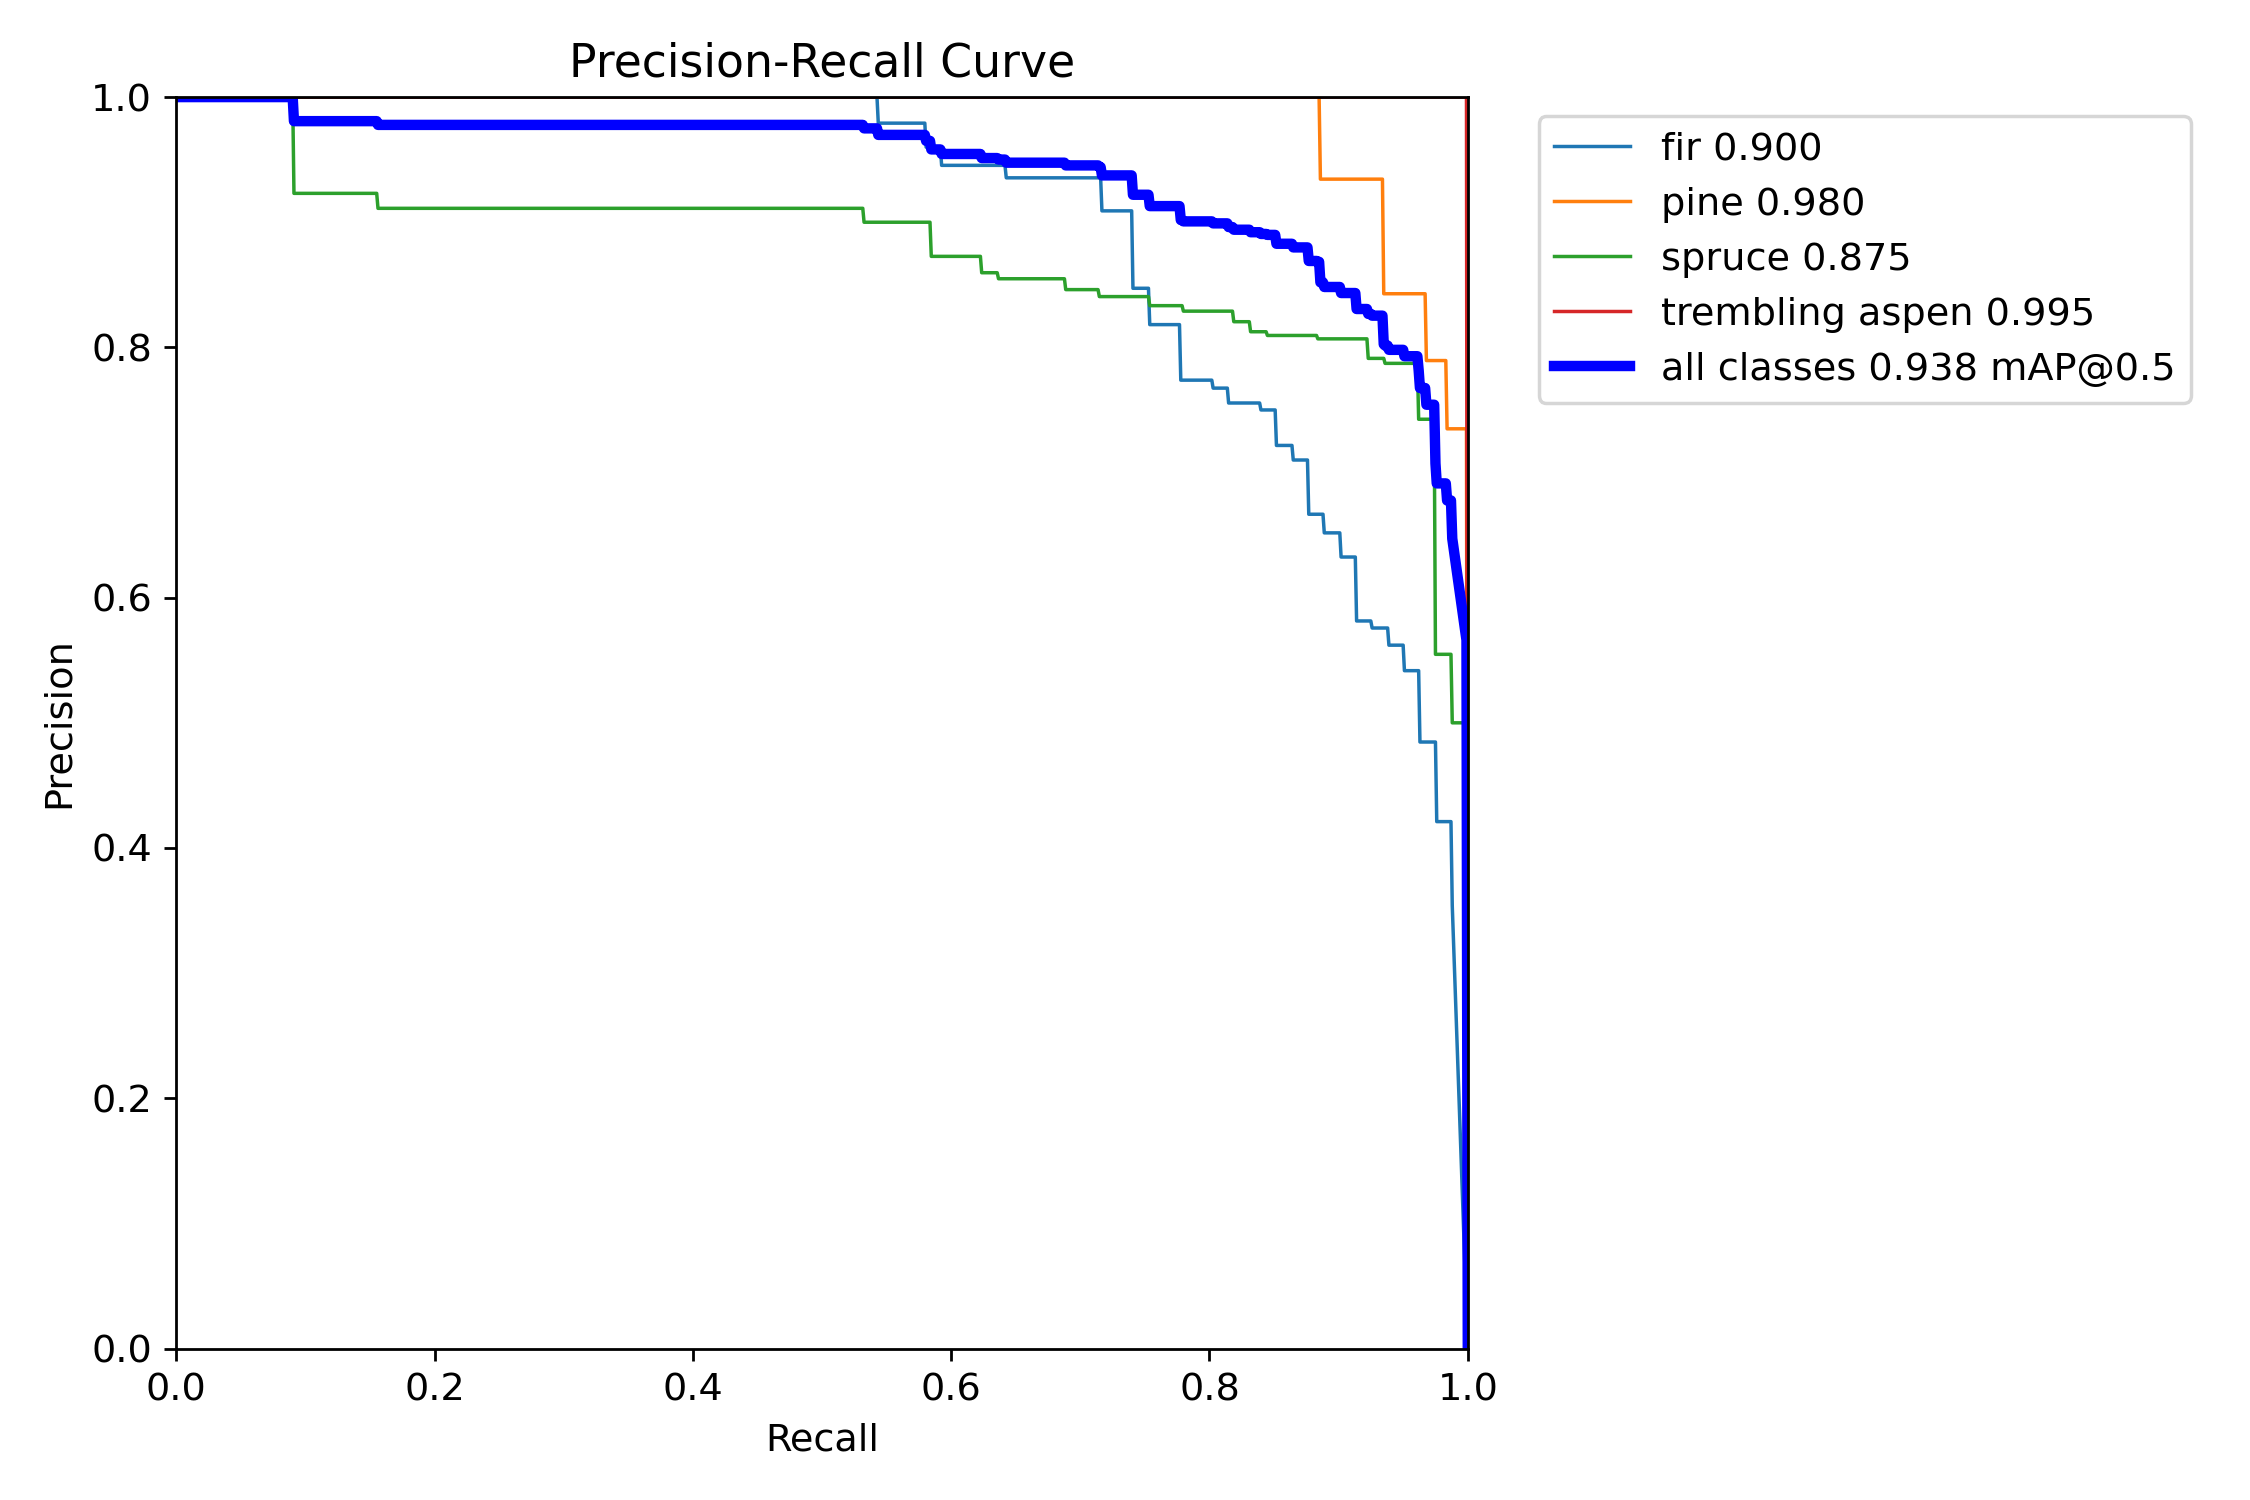 Precision-Recall Curve
1.0
0.8
0.6
0.4
0.2
0.0
Precision
0.0 0.2 0.4 0.6 0.8 1.0
Recall
fir 0.900
pine 0.980
spruce 0.875
trembling aspen 0.995
all classes 0.938 mAP@0.5